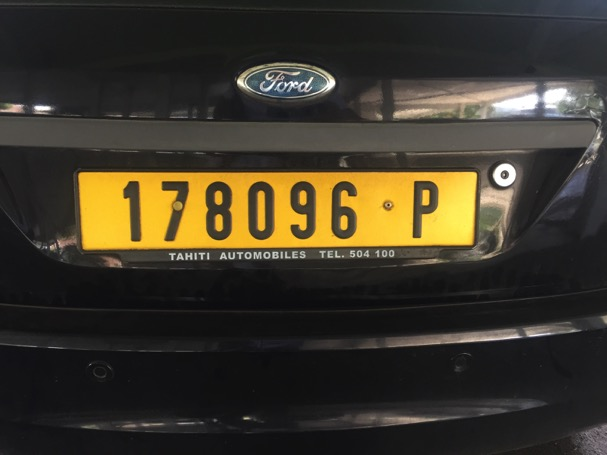 Ford
178096 P
TAHITI AUTOMOBILES TEL. 504 100